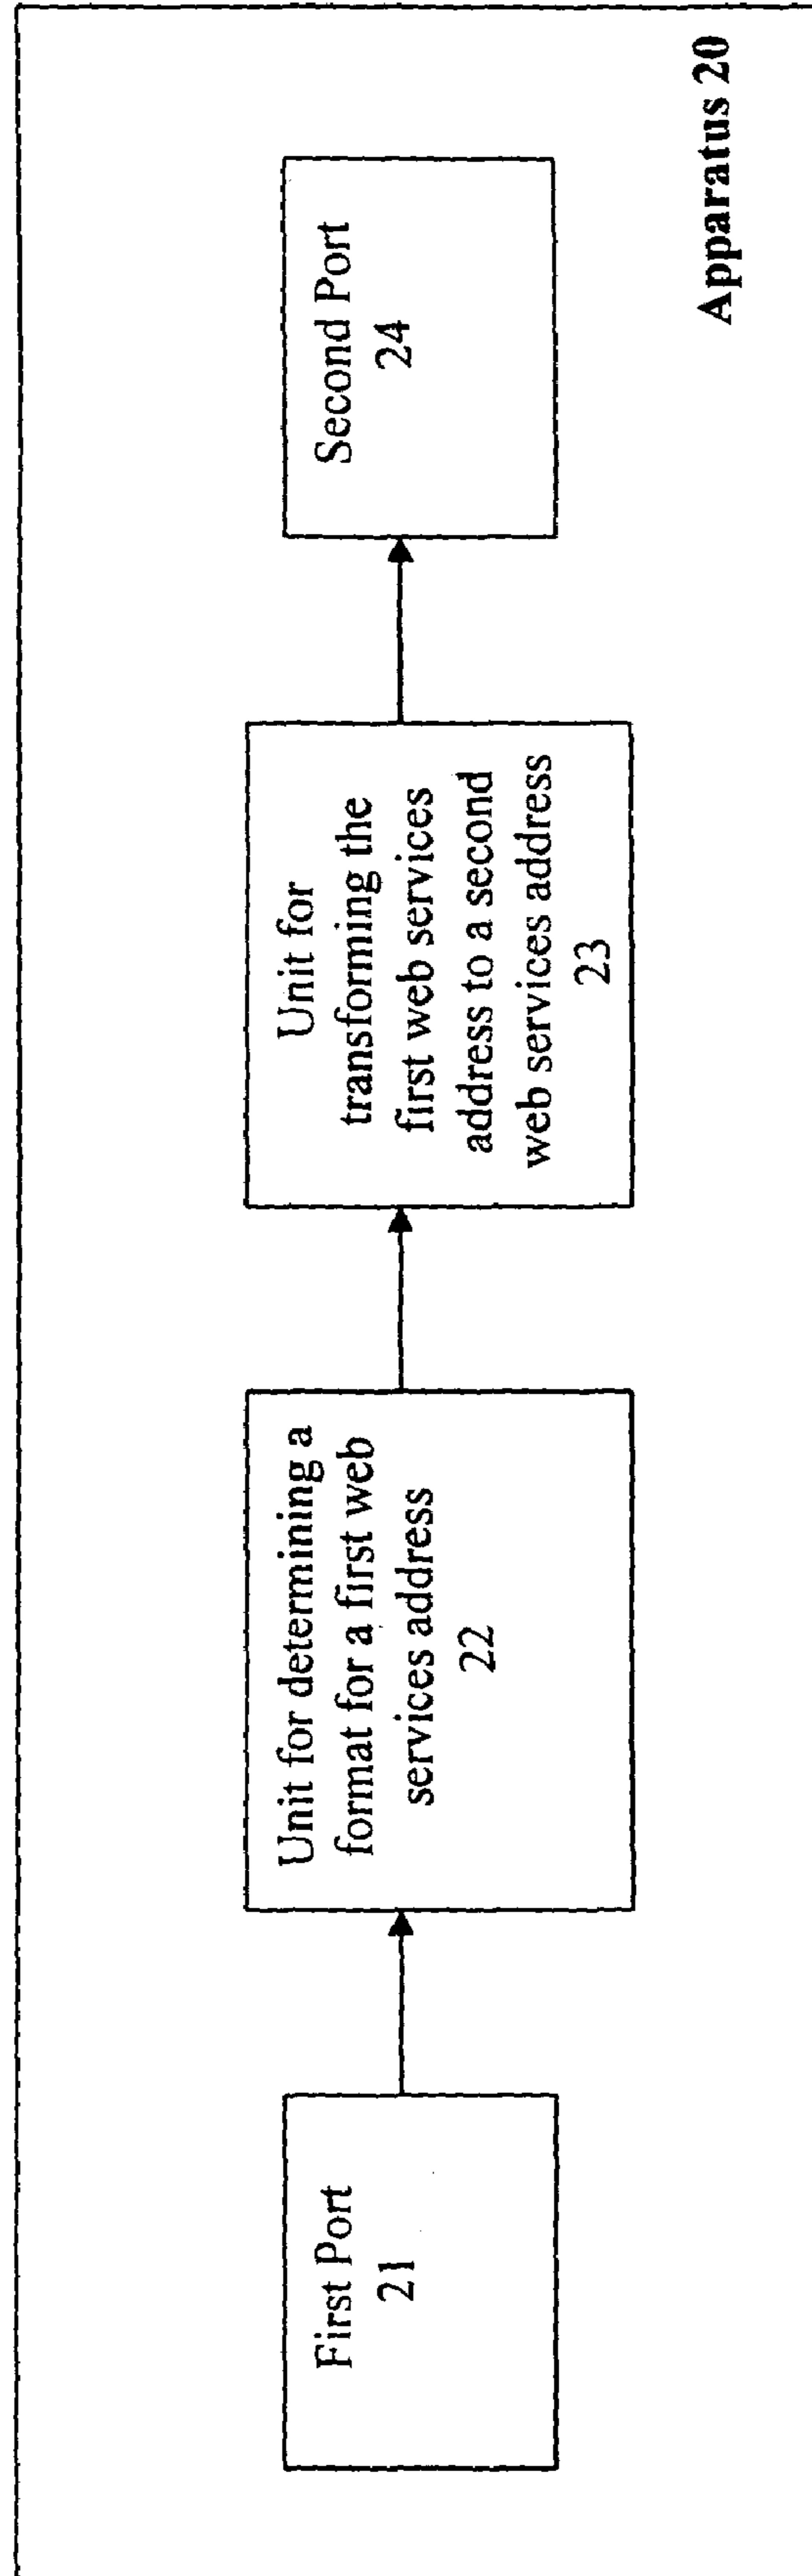 First Port
21
Unit for determining a
format for a first web
services address
22
Unit for
transforming the
first web services
address to a second
web services address
23
Second Port
24
Apparatus 20